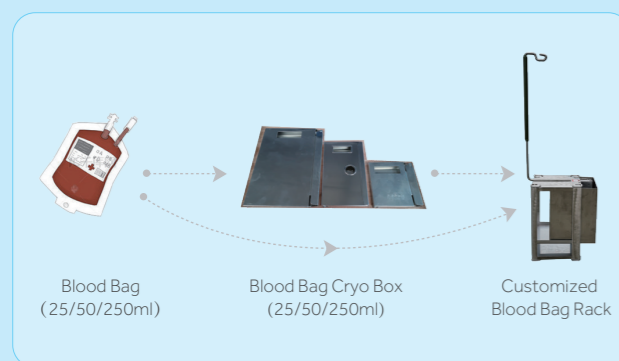 Blood Bag
(25/50/250ml)
Blood Bag Cryo Box
(25/50/250ml)
Customized
Blood Bag Rack